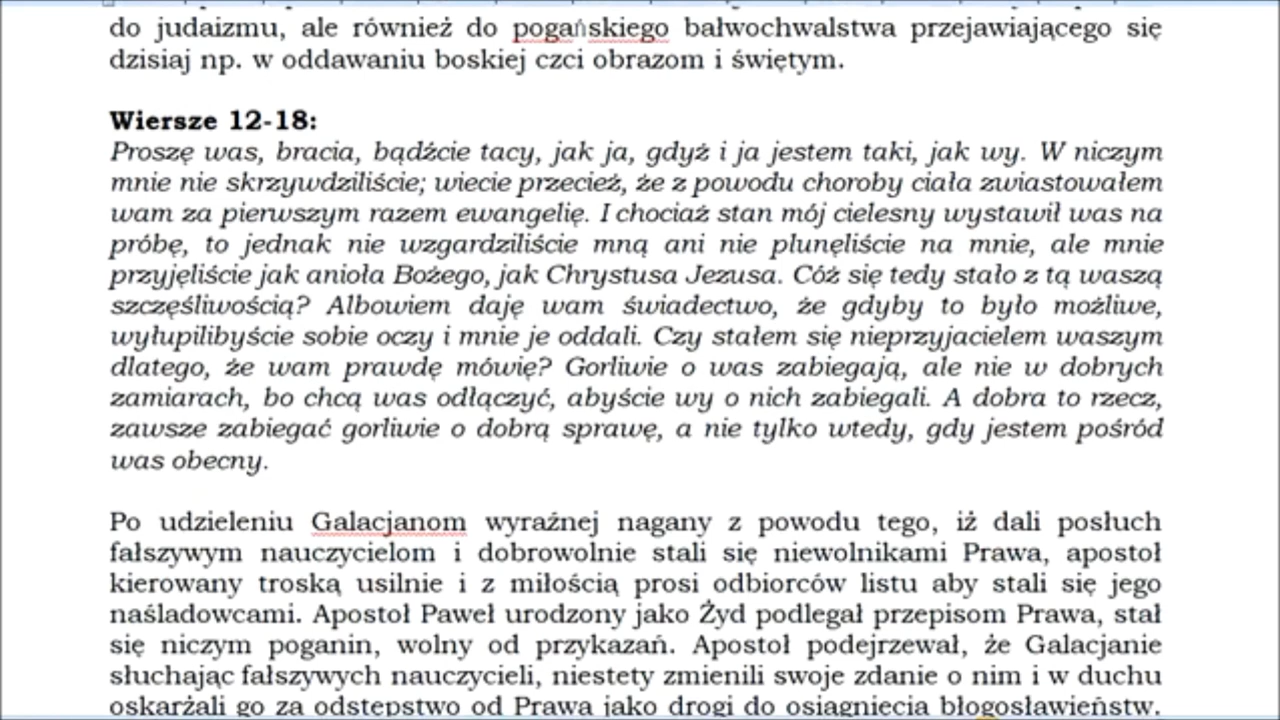 do judaizmu, ale również do pogańskiego bałwochwalstwa przejawiającego się
dzisiaj np. w oddawaniu boskiej czci obrazom i świętym.
Wiersze 12-18:
Proszę was, bracia, bądźcie tacy, jak ja, gdyż i ja jestem taki, jak wy. W niczym
mnie nie skrzywdziliście; wiecie przecież, że z powodu choroby ciała zwiastowałem
wam za pierwszym razem ewangelię. I chociaż stan mój cielesny wystawił was na
próbę, to jednak nie wzgardziliście mną ani nie plunęliście na mnie, ale mnie
przyjęliście jak anioła Bożego, jak Chrystusa Jezusa. Cóż się tedy stało z tą waszą
szczęśliwością? Albowiem daję wam świadectwo, że gdyby to było możliwe,
wyłupilibyście sobie oczy i mnie je oddali. Czy stałem się nieprzyjacielem waszym
dlatego, że wam prawdę mówię? Gorliwie o was zabiegają, ale nie w dobrych
zamiarach, bo chcą was odłączyć, abyście wy o nich zabiegali. A dobra to rzecz,
zawsze zabiegać gorliwie o dobrą sprawę, a nie tylko wtedy, gdy jestem pośród
was obecny.
Po udzieleniu Galacjanom wyraźnej nagany z powodu tego, iż dali posłuch
fałszywym nauczycielom i dobrowolnie stali się niewolnikami Prawa, apostoł
kierowany troską usilnie i z miłością prosi odbiorców listu aby stali się jego
naśladowcami. Apostoł Paweł urodzony jako Żyd podlegał przepisom Prawa, stał
się niczym poganin, wolny od przykazań. Apostoł podejrzewał, że Galacjanie
słuchając fałszywych nauczycieli, niestety zmienili swoje zdanie o nim i w duchu
oskarżali go za odstępstwo od Prawa jako drogi do osiągnięcia błogosławieństw.